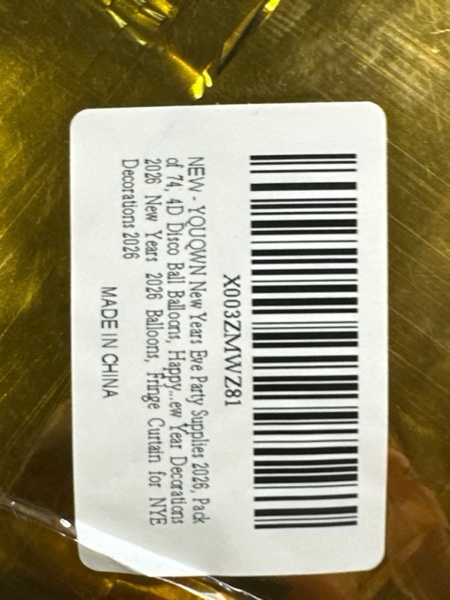 X003ZMWZ81
NEW - YOUQWN New Years Eve Party Supplies 2026, Pack
of 74, 4D Disco Ball Balloons, Happy...ew Year Decorations
2026 New Years 2026 Balloons, Fringe Curtain for NYE
Decorations 2026
MADE IN CHINA